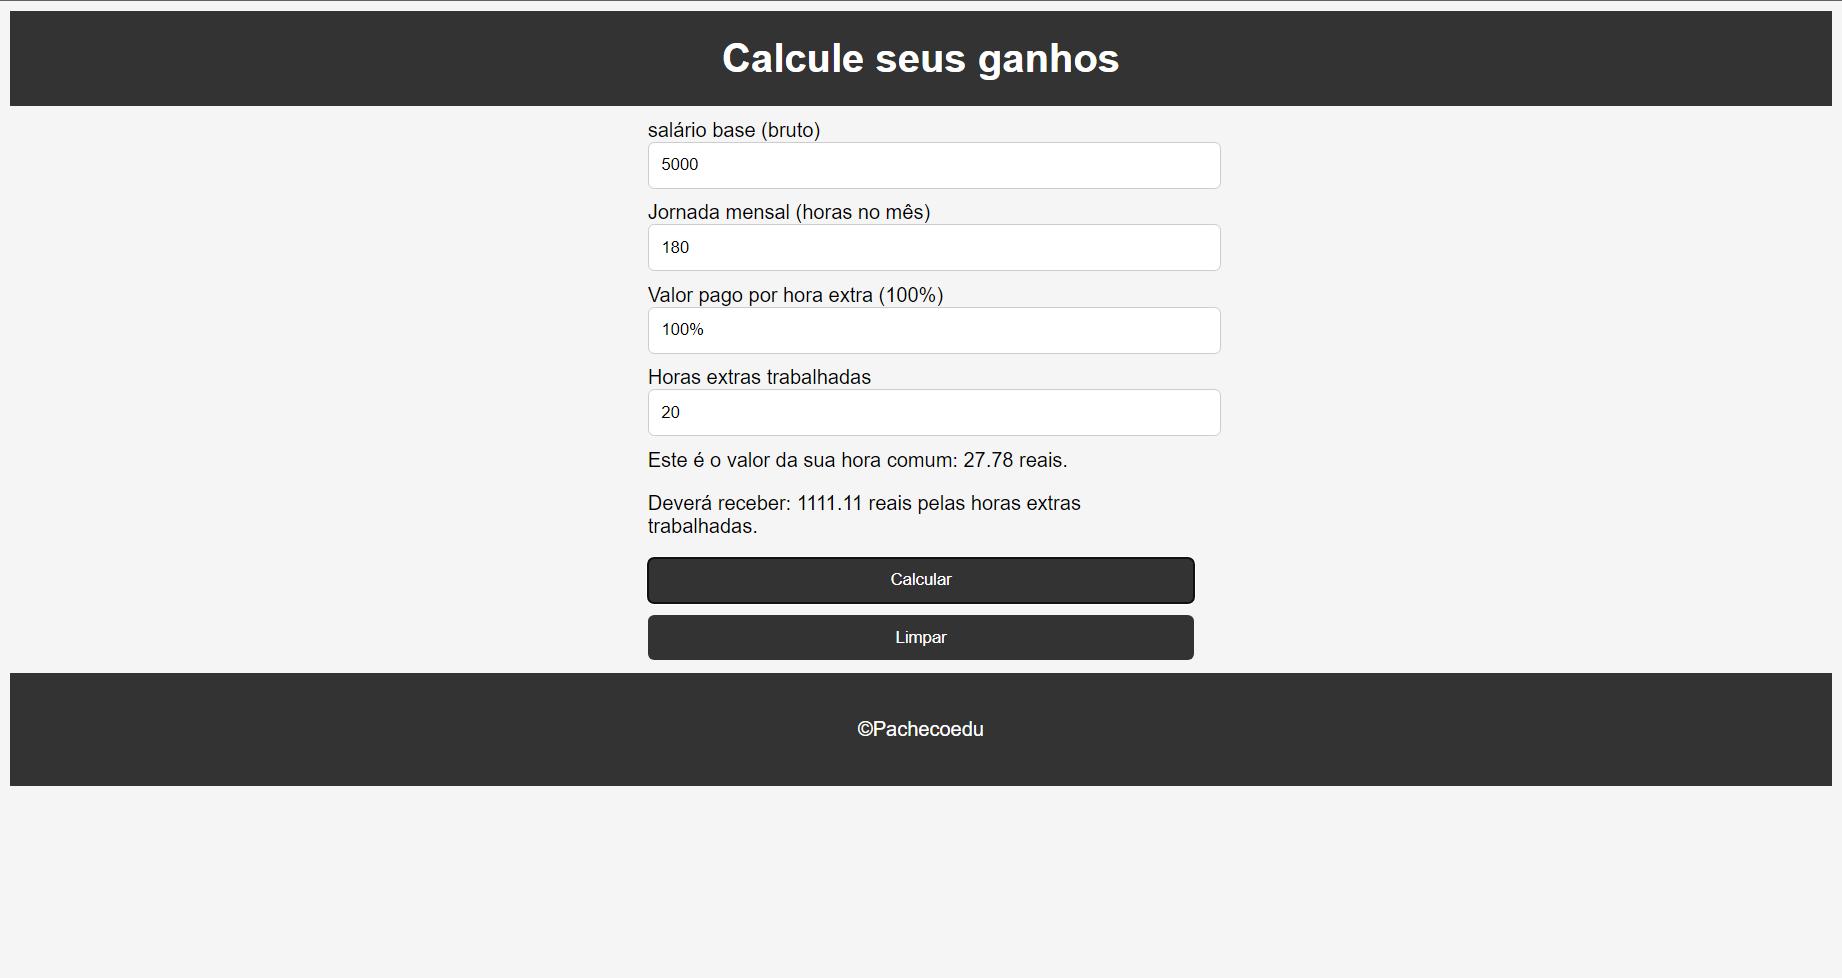 Calcule seus ganhos
salário base (bruto)
5000
Jornada mensal (horas no mês)
180
Valor pago por hora extra (100%)
100%
Horas extras trabalhadas
20
Este é o valor da sua hora comum: 27.78 reais.
Deverá receber: 1111.11 reais pelas horas extras
trabalhadas.
Calcular
Limpar
©Pachecoedu